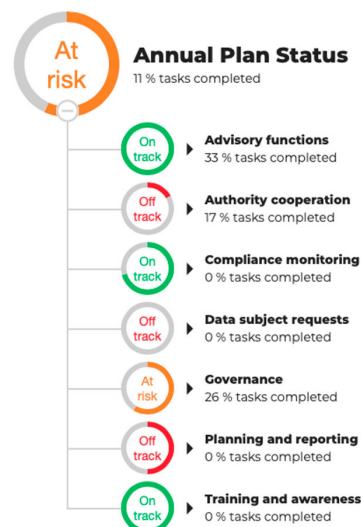 At
risk
Annual Plan Status
11 % tasks completed
On
track
Advisory functions
33 % tasks completed
Off
track
Authority cooperation
17 % tasks completed
On
track
Compliance monitoring
0 % tasks completed
Off
track
Data subject requests
0 % tasks completed
At
risk
Governance
26 % tasks completed
Off
track
Planning and reporting
0 % tasks completed
On
track
Training and awareness
0 % tasks completed